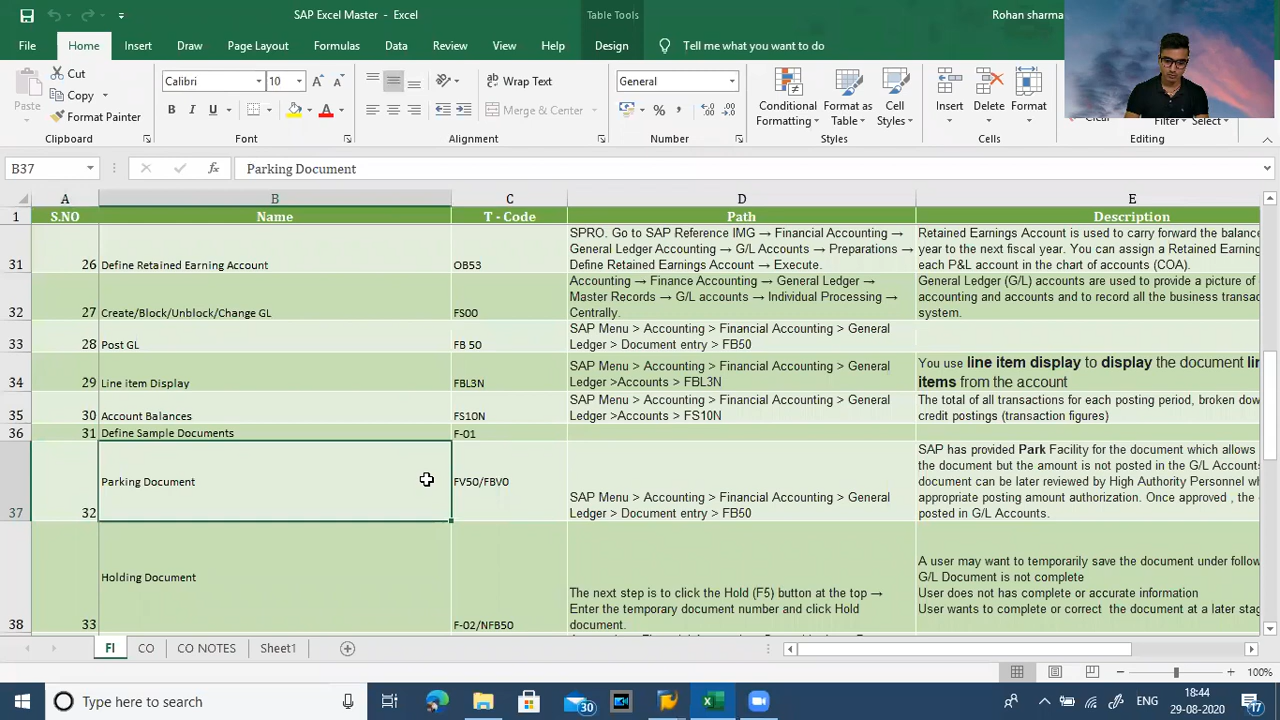 SAP Excel Master - Excel
Table Tools
Rohan sharma
File Home Insert Draw Page Layout Formulas Data Review View Help Design Tell me what you want to do
Paste
Cut
Copy
Format Painter
Clipboard
Calibri 10
B I U
Font
Wrap Text
Merge & Center
Alignment
General
Number
Conditional Formatting
Format as Table
Cell Styles
Styles
Insert Delete Format
Cells
Clear
Filter Select
Editing
B37 fx Parking Document
A B C D E
1 S.NO Name T - Code Path Description
SPRO. Go to SAP Reference IMG → Financial Accounting → Retained Earnings Account is used to carry forward the balanc
General Ledger Accounting → G/L Accounts → Preparations → year to the next fiscal year. You can assign a Retained Earning
31 26 Define Retained Earning Account OB53 Define Retained Earnings Account → Execute. each P&L account in the chart of accounts (COA).
Accounting → Finance Accounting → General Ledger → General Ledger (G/L) accounts are used to provide a picture of
Master Records → G/L accounts → Individual Processing → accounting and accounts and to record all the business transac
32 27 Create/Block/Unblock/Change GL FS00 Centrally. system.
SAP Menu > Accounting > Financial Accounting > General
33 28 Post GL FB 50 Ledger > Document entry > FB50
SAP Menu > Accounting > Financial Accounting > General You use line item display to display the document lin
34 29 Line item Display FBL3N Ledger >Accounts > FBL3N items from the account
SAP Menu > Accounting > Financial Accounting > General The total of all transactions for each posting period, broken dow
35 30 Account Balances FS10N Ledger >Accounts > FS10N credit postings (transaction figures)
36 31 Define Sample Documents F-01
SAP has provided Park Facility for the document which allows
the document but the amount is not posted in the G/L Accounts
Parking Document FV50/FBV0 document can be later reviewed by High Authority Personnel wh
SAP Menu > Accounting > Financial Accounting > General appropriate posting amount authorization. Once approved , the
37 32 Ledger > Document entry > FB50 posted in G/L Accounts.
A user may want to temporarily save the document under follow
Holding Document G/L Document is not complete
The next step is to click the Hold (F5) button at the top → User does not has complete or accurate information
Enter the temporary document number and click Hold User wants to complete or correct the document at a later stag
38 33 F-02/NFB50 document.
FI CO CO NOTES Sheet1
100%
Type here to search
30
ENG
18:44
29-08-2020
17